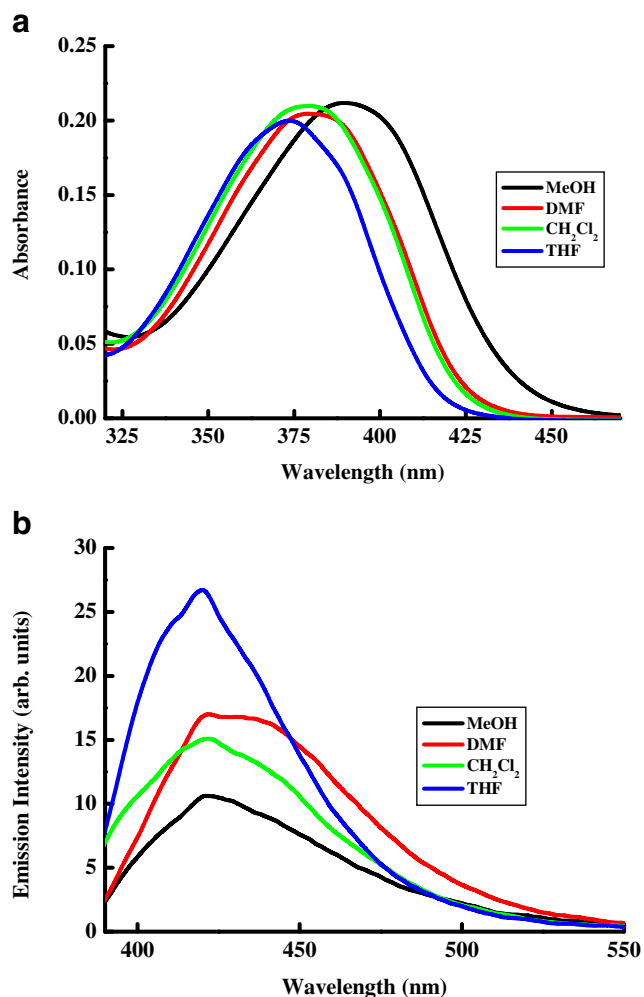 a
0.25
0.20
0.15
0.10
0.05
0.00
Absorbance
MeOH
DMF
CH₂Cl₂
THF
325 350 375 400 425 450
Wavelength (nm)
b
30
25
20
15
10
5
0
Emission Intensity (arb. units)
MeOH
DMF
CH₂Cl₂
THF
400 450 500 550
Wavelength (nm)